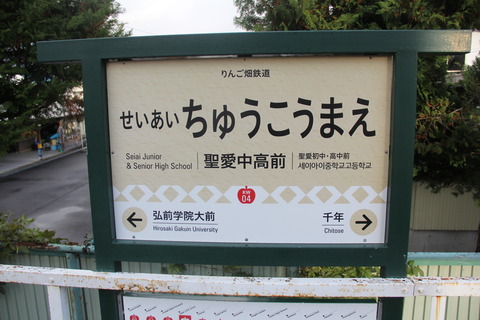 りんご畑鉄道
せいあいちゅうこうまえ
Seiai Junior
& Senior High School
聖愛中高前
聖愛初中・高中前
세이아이중학교고등학교
KW
04
弘前学院大前
Hirosaki Gakuin University
千年
Chitose